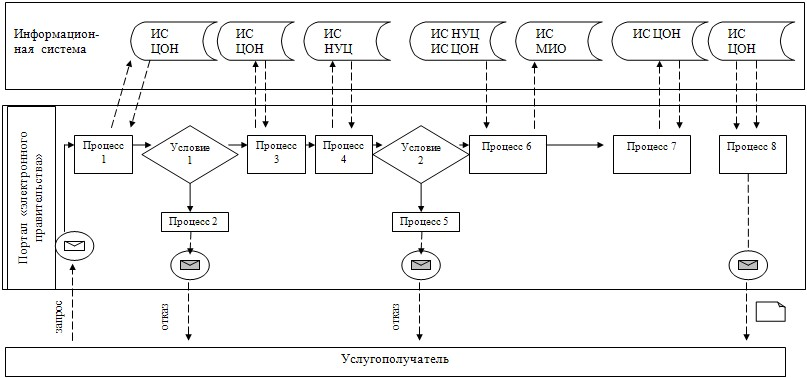 Информацион-
ная система
ИС
ЦОН
ИС
ЦОН
ИС
НУЦ
ИС НУЦ
ИС ЦОН
ИС
МИО
ИС ЦОН
ИС
ЦОН
Портал «электронного
правительства»
Процесс
1
Условие
1
Процесс
3
Процесс
4
Условие
2
Процесс 6
Процесс 7
Процесс 8
Процесс 2
Процесс 5
запрос
отказ
отказ
Услугополучатель